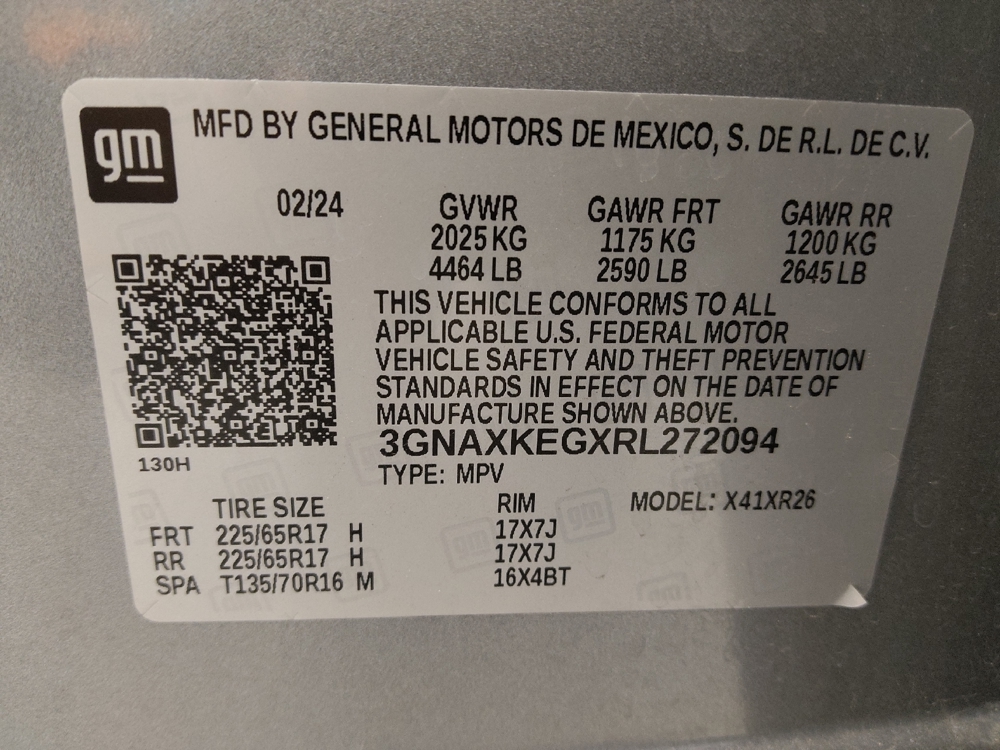 gm MFD BY GENERAL MOTORS DE MEXICO, S. DE R.L. DE C.V.
02/24 GVWR GAWR FRT GAWR RR
2025 KG 1175 KG 1200 KG
4464 LB 2590 LB 2645 LB
THIS VEHICLE CONFORMS TO ALL
APPLICABLE U.S. FEDERAL MOTOR
VEHICLE SAFETY AND THEFT PREVENTION
STANDARDS IN EFFECT ON THE DATE OF
MANUFACTURE SHOWN ABOVE.
3GNAXKEGXRL272094
130H
TYPE: MPV
TIRE SIZE RIM MODEL: X41XR26
FRT 225/65R17 H 17X7J
RR 225/65R17 H 17X7J
SPA T135/70R16 M 16X4BT